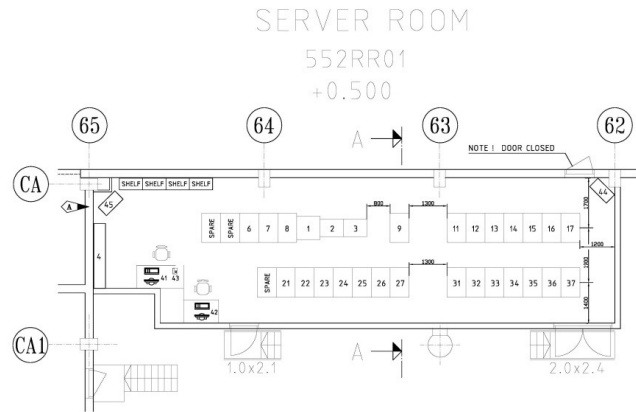 SERVER ROOM
552RR01
+0.500
65
64
A
63
62
NOTE ! DOOR CLOSED
CA
SHELF SHELF SHELF SHELF
44
45
A
800
1300
1700
SPARE SPARE 6 7 8 1 2 3 9 11 12 13 14 15 16 17
1200
4
41 43
1300
SPARE 21 22 23 24 25 26 27 31 32 33 34 35 36 37
1400
42
CA1
A
1.0x2.1
2.0x2.4